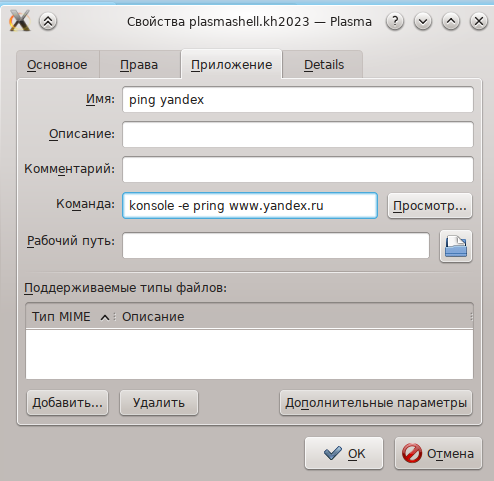 Свойства plasmashell.kh2023 — Plasma
Основное Права Приложение Details
Имя: ping yandex
Описание:
Комментарий:
Команда: konsole -e pring www.yandex.ru Просмотр...
Рабочий путь:
Поддерживаемые типы файлов:
Тип MIME Описание
Добавить... Удалить Дополнительные параметры
OK Отмена